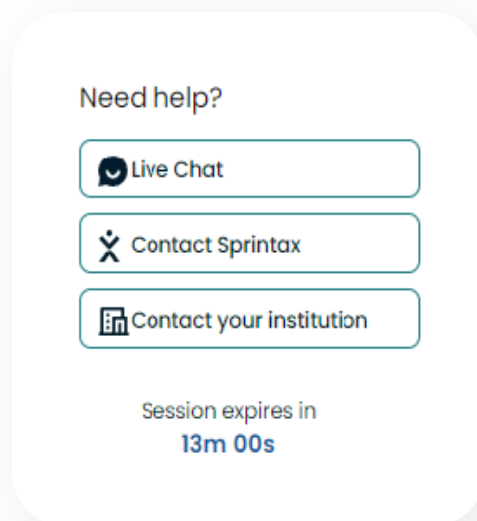 Need help?
Live Chat
Contact Sprintax
Contact your institution
Session expires in
13m 00s